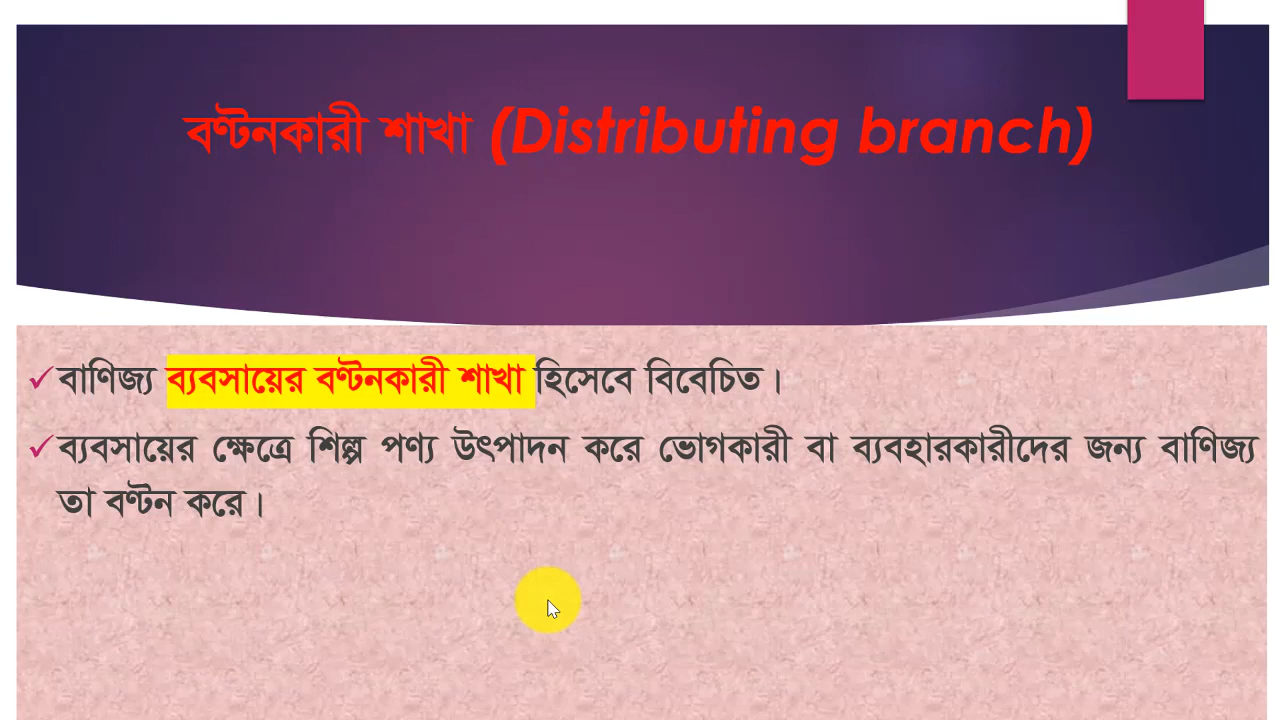 বণ্টনকারী শাখা (Distributing branch)
বাণিজ্য ব্যবসায়ের বণ্টনকারী শাখা হিসেবে বিবেচিত।
ব্যবসায়ের ক্ষেত্রে শিল্প পণ্য উৎপাদন করে ভোগকারী বা ব্যবহারকারীদের জন্য বাণিজ্য
তা বণ্টন করে।